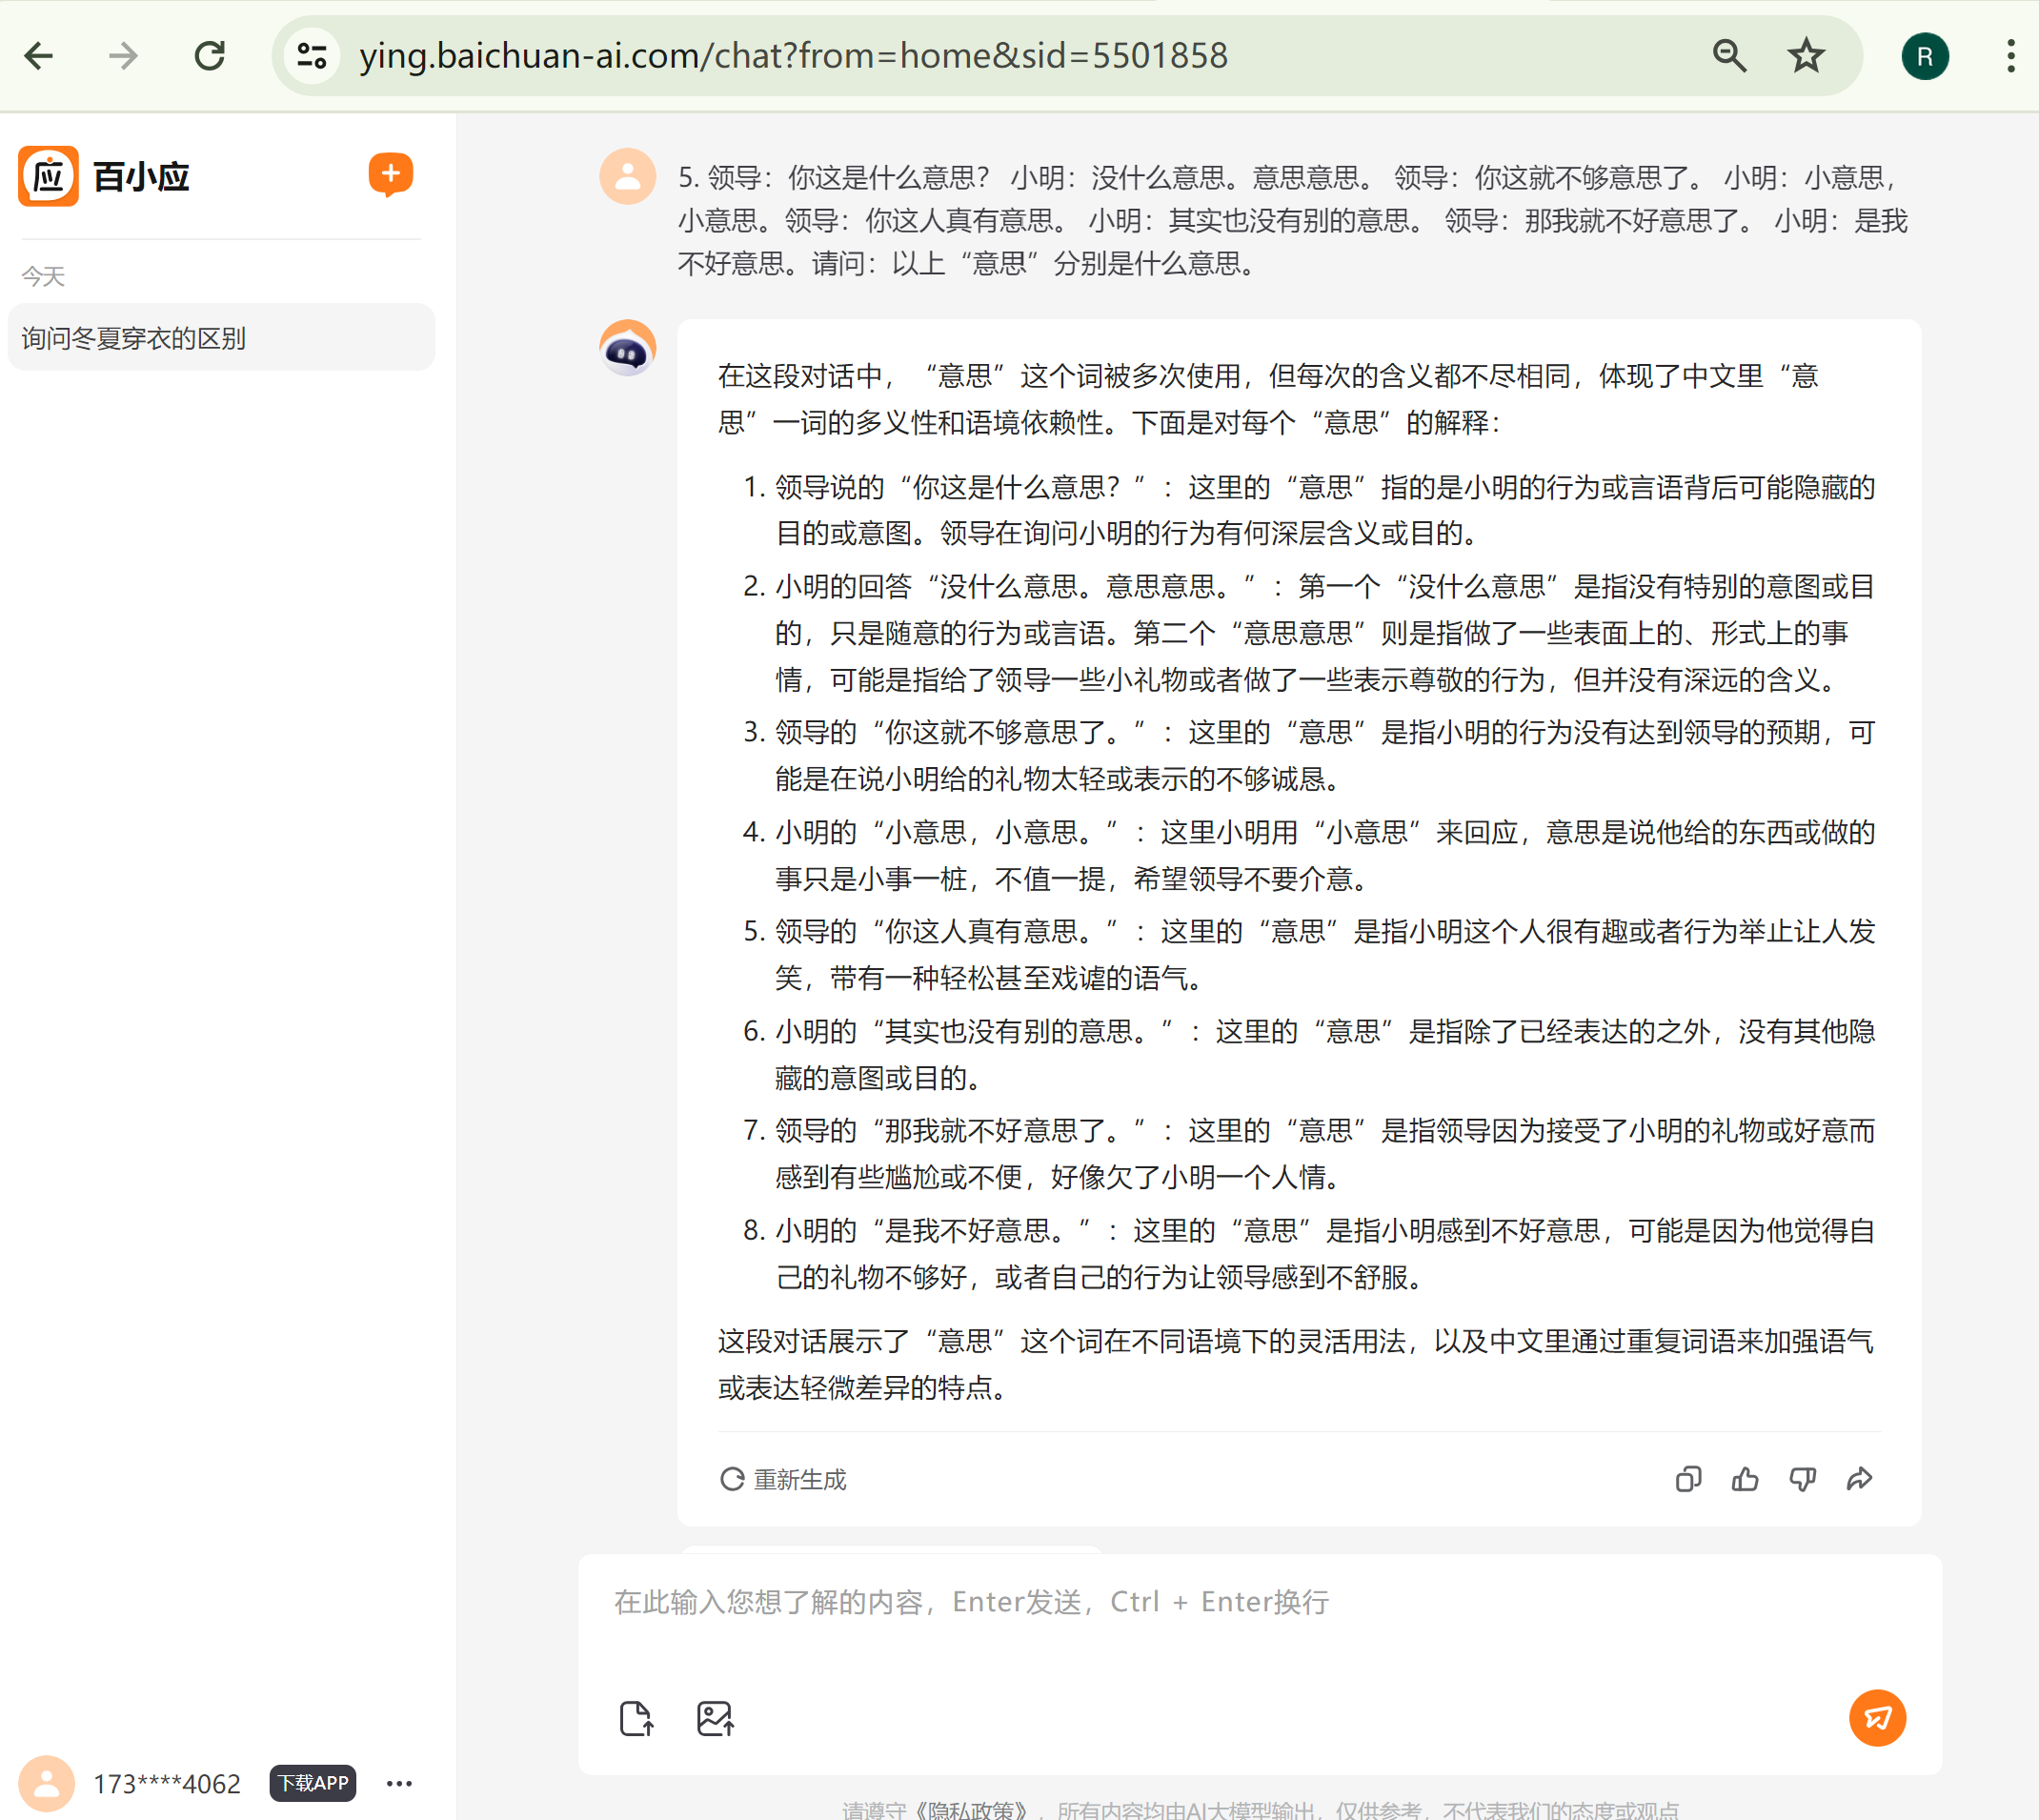 ying.baichuan-ai.com/chat?from=home&sid=5501858
R
应 百小应
今天
询问冬夏穿衣的区别
5. 领导：你这是什么意思？ 小明：没什么意思。意思意思。 领导：你这就不够意思了。 小明：小意思，
小意思。领导：你这人真有意思。 小明：其实也没有别的意思。 领导：那我就不好意思了。 小明：是我
不好意思。请问：以上“意思”分别是什么意思。
在这段对话中，“意思”这个词被多次使用，但每次的含义都不尽相同，体现了中文里“意
思”一词的多义性和语境依赖性。下面是对每个“意思”的解释：
1. 领导说的“你这是什么意思？”：这里的“意思”指的是小明的行为或言语背后可能隐藏的
目的或意图。领导在询问小明的行为有何深层含义或目的。
2. 小明的回答“没什么意思。意思意思。”：第一个“没什么意思”是指没有特别的意图或目
的，只是随意的行为或言语。第二个“意思意思”则是指做了一些表面上的、形式上的事
情，可能是指给了领导一些小礼物或者做了一些表示尊敬的行为，但并没有深远的含义。
3. 领导的“你这就不够意思了。”：这里的“意思”是指小明的行为没有达到领导的预期，可
能是在说小明给的礼物太轻或表示的不够诚恳。
4. 小明的“小意思，小意思。”：这里小明用“小意思”来回应，意思是说他给的东西或做的
事只是小事一桩，不值一提，希望领导不要介意。
5. 领导的“你这人真有意思。”：这里的“意思”是指小明这个人很有趣或者行为举止让人发
笑，带有一种轻松甚至戏谑的语气。
6. 小明的“其实也没有别的意思。”：这里的“意思”是指除了已经表达的之外，没有其他隐
藏的意图或目的。
7. 领导的“那我就不好意思了。”：这里的“意思”是指领导因为接受了小明的礼物或好意而
感到有些尴尬或不便，好像欠了小明一个人情。
8. 小明的“是我不好意思。”：这里的“意思”是指小明感到不好意思，可能是因为他觉得自
己的礼物不够好，或者自己的行为让领导感到不舒服。
这段对话展示了“意思”这个词在不同语境下的灵活用法，以及中文里通过重复词语来加强语气
或表达轻微差异的特点。
重新生成
在此输入您想了解的内容，Enter发送，Ctrl + Enter换行
173****4062 下载APP
请遵守《隐私政策》，所有内容均由AI大模型输出，仅供参考，不代表我们的态度或观点